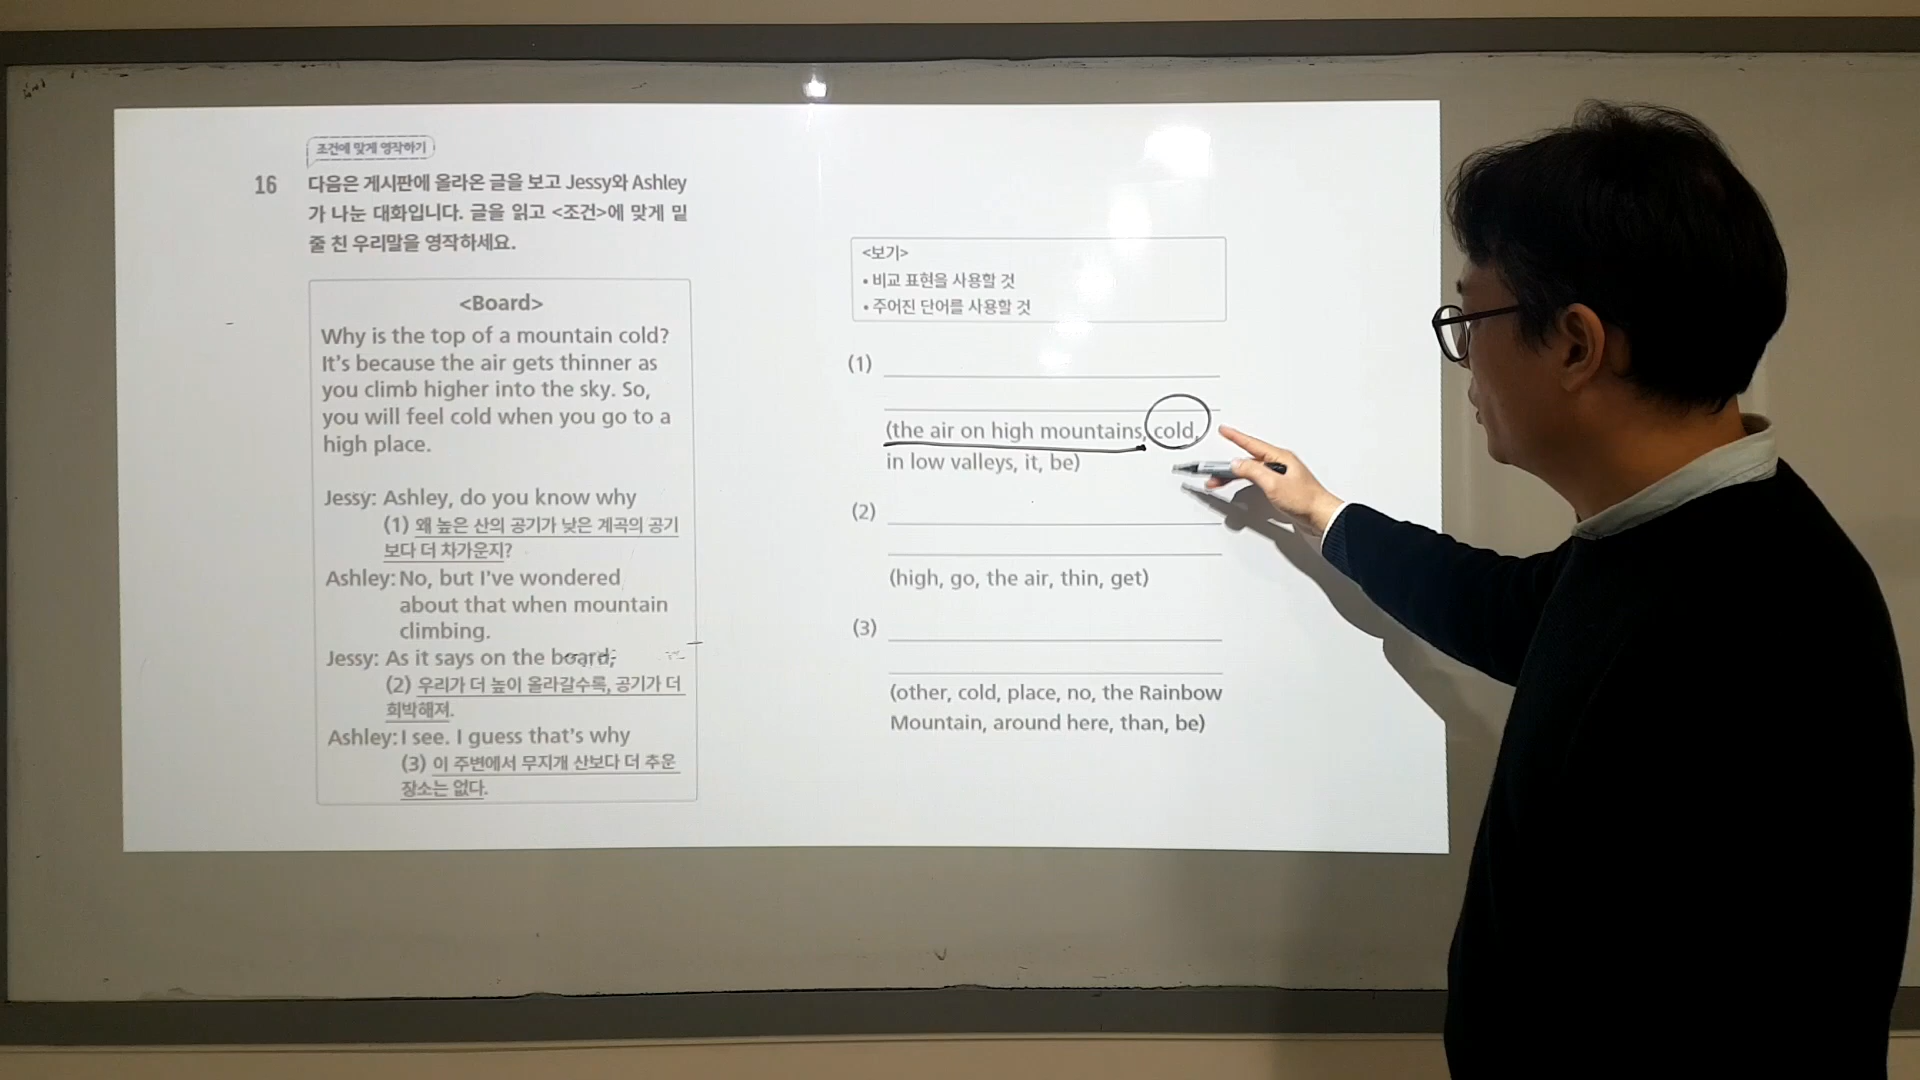 조건에 맞게 영작하기
16 다음은 게시판에 올라온 글을 보고 Jessy와 Ashley
가 나눈 대화입니다. 글을 읽고 <조건>에 맞게 밑
줄 친 우리말을 영작하세요.
<Board>
Why is the top of a mountain cold?
It's because the air gets thinner as
you climb higher into the sky. So,
you will feel cold when you go to a
high place.
Jessy: Ashley, do you know why
(1) 왜 높은 산의 공기가 낮은 계곡의 공기
보다 더 차가운지?
Ashley: No, but I've wondered
about that when mountain
climbing.
Jessy: As it says on the board,
(2) 우리가 더 높이 올라갈수록, 공기가 더
희박해져.
Ashley: I see. I guess that's why
(3) 이 주변에서 무지개 산보다 더 추운
장소는 없다.
<보기>
• 비교 표현을 사용할 것
• 주어진 단어를 사용할 것
(1)
(the air on high mountains, cold,
in low valleys, it, be)
(2)
(high, go, the air, thin, get)
(3)
(other, cold, place, no, the Rainbow
Mountain, around here, than, be)